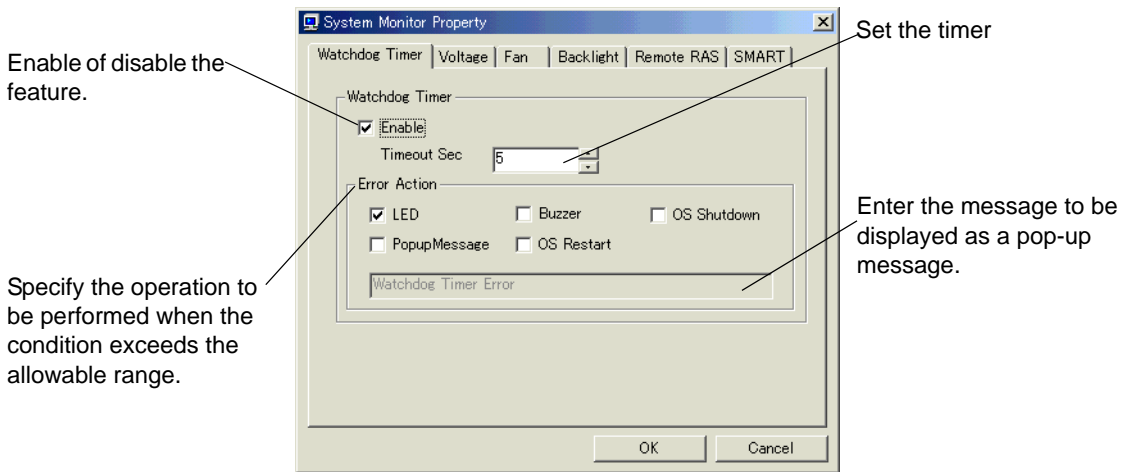 System Monitor Property
Set the timer
Watchdog Timer Voltage Fan Backlight Remote RAS SMART
Enable of disable the
feature.
Watchdog Timer
Enable
Timeout Sec 5
Error Action
LED Buzzer OS Shutdown
PopupMessage OS Restart
Watchdog Timer Error
Enter the message to be
displayed as a pop-up
message.
Specify the operation to
be performed when the
condition exceeds the
allowable range.
OK Cancel